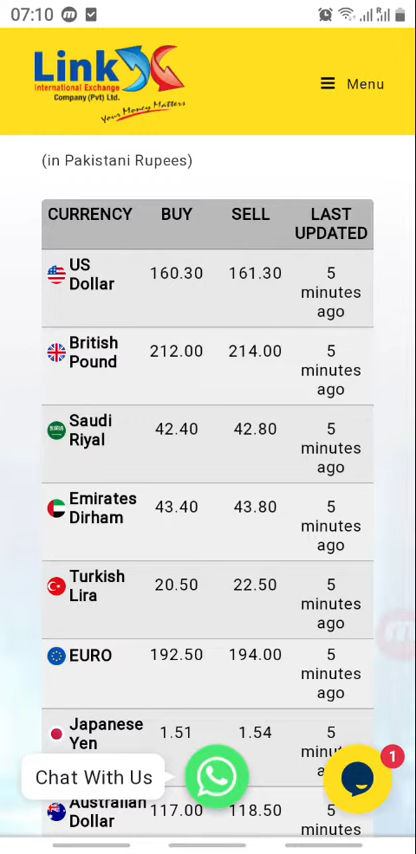 07:10
Link
International Exchange
Company (Pvt) Ltd.
Your Money Matters
Menu
(in Pakistani Rupees)
CURRENCY BUY SELL LAST UPDATED
US Dollar 160.30 161.30 5 minutes ago
British Pound 212.00 214.00 5 minutes ago
Saudi Riyal 42.40 42.80 5 minutes ago
Emirates Dirham 43.40 43.80 5 minutes ago
Turkish Lira 20.50 22.50 5 minutes ago
EURO 192.50 194.00 5 minutes ago
Japanese Yen 1.51 1.54 5
1
Chat With Us
Australian Dollar 117.00 118.50 5 minutes